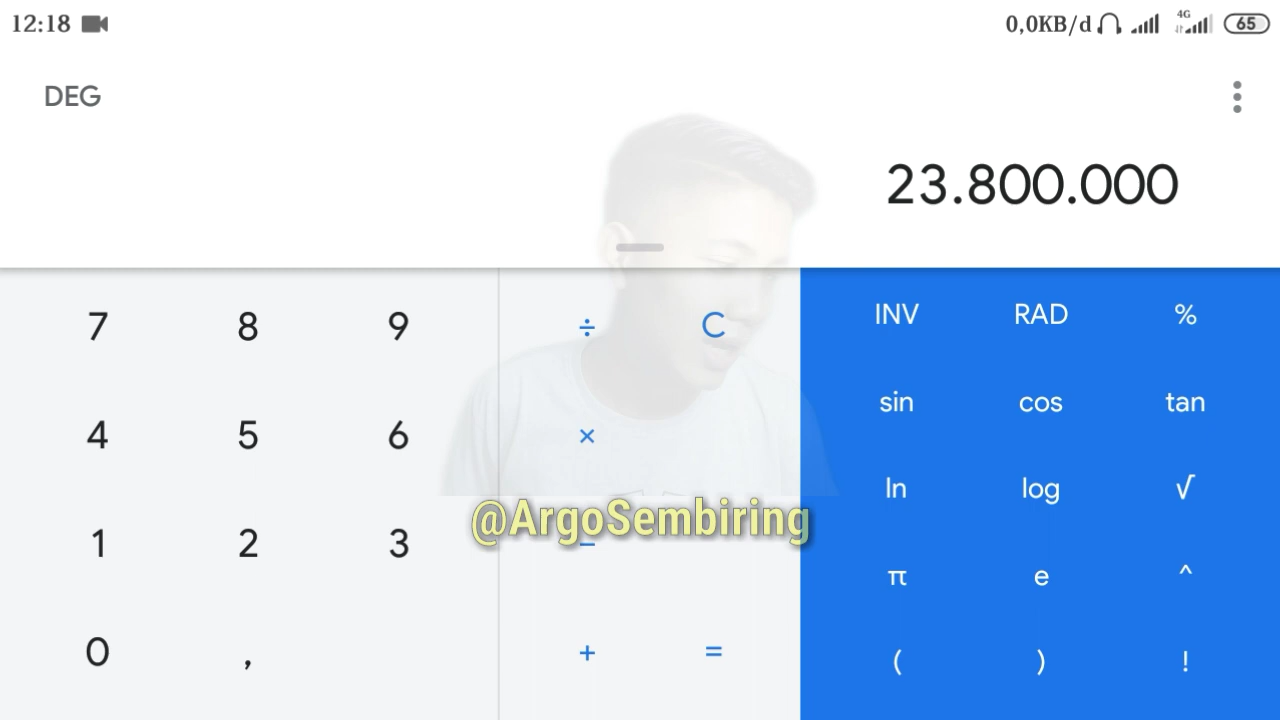 12:18 0,0KB/d 4G 65
DEG
23.800.000
7 8 9 ÷ C INV RAD %
4 5 6 × sin cos tan
ln log √
@ArgoSembiring
1 2 3 −
π e ^
0 , + = ( ) !